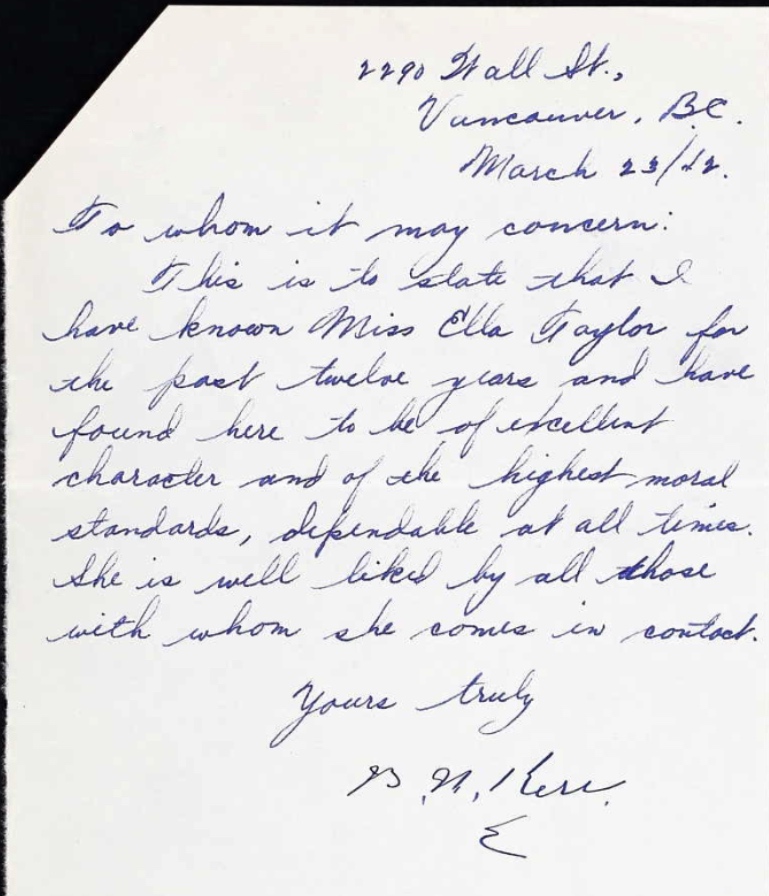 2290 Wall St.,
Vancouver, B.C.
March 23/42.
To whom it may concern:
This is to state that I
have known Miss Ella Taylor for
the past twelve years and have
found here to be of excellent
character and of the highest moral
standards, dependable at all times.
She is well liked by all those
with whom she comes in contact.
Yours truly
B. N. Kerr.
E